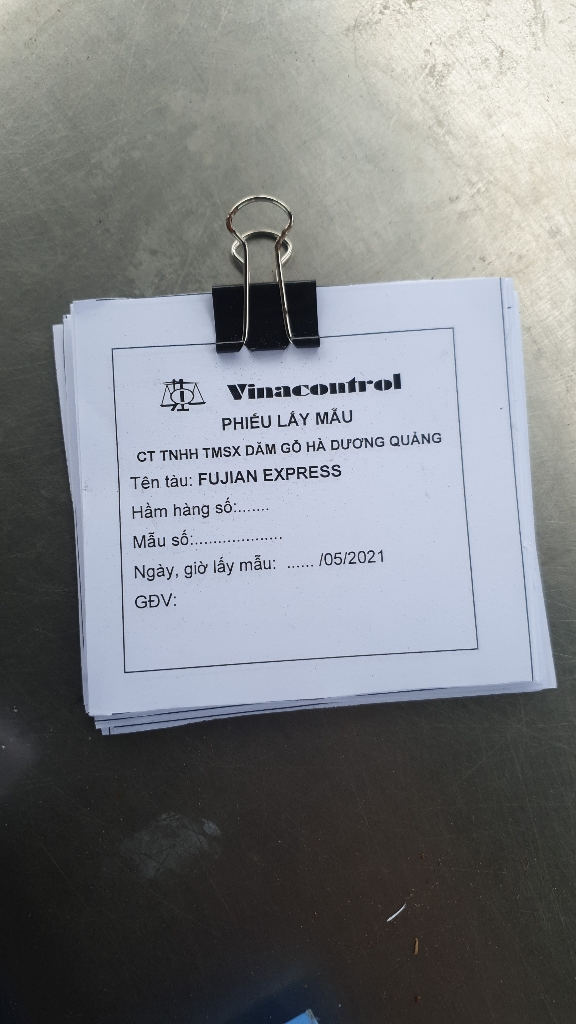 Vinacontrol
PHIẾU LẤY MẪU
CT TNHH TMSX DĂM GỖ HÀ DƯƠNG QUẢNG
Tên tàu: FUJIAN EXPRESS
Hầm hàng số:.......
Mẫu số:...................
Ngày, giờ lấy mẫu: ...... /05/2021
GĐV: